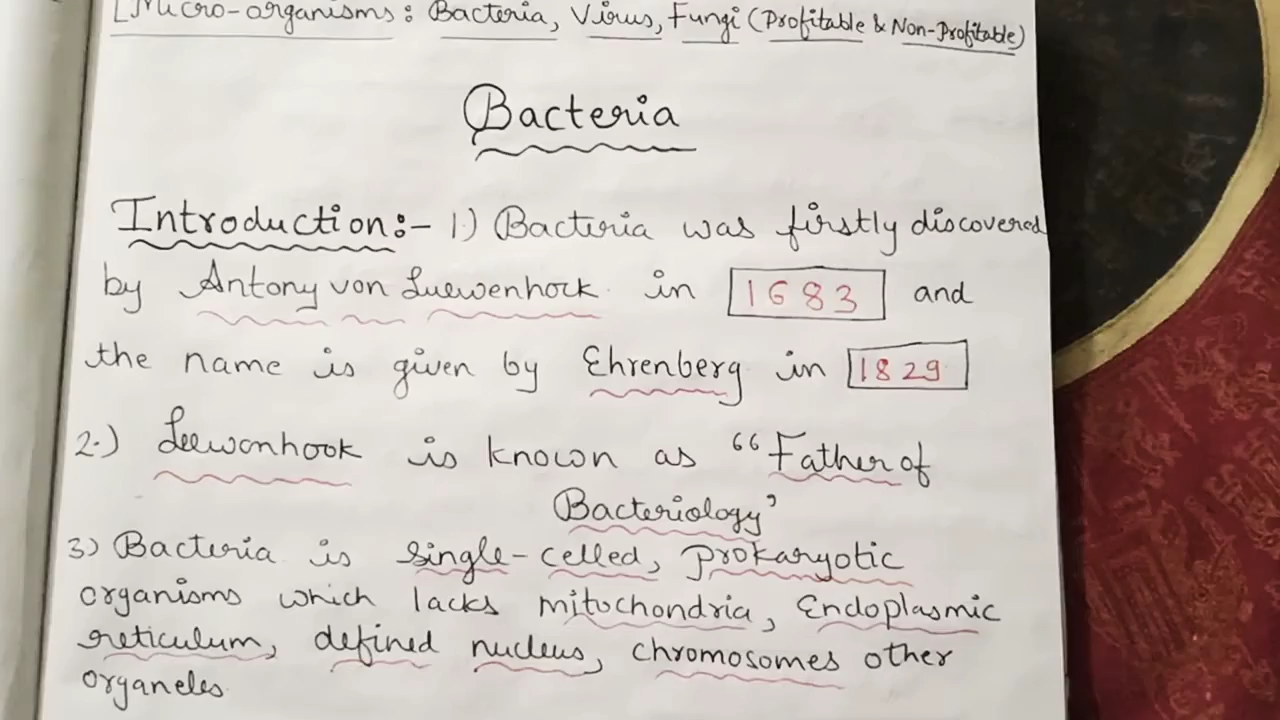 [Micro-organisms: Bacteria, Virus, Fungi (Profitable & Non-Profitable)
Bacteria
Introduction:- 1.) Bacteria was firstly discovered
by Antony von Luewenhock in 1683 and
the name is given by Ehrenberg in 1829
2.) Leewonhook is known as “Father of
Bacteriology’
3) Bacteria is single-celled, prokaryotic
organisms which lacks mitochondria, Endoplasmic
reticulum, defined nucleus, chromosomes other
organeles